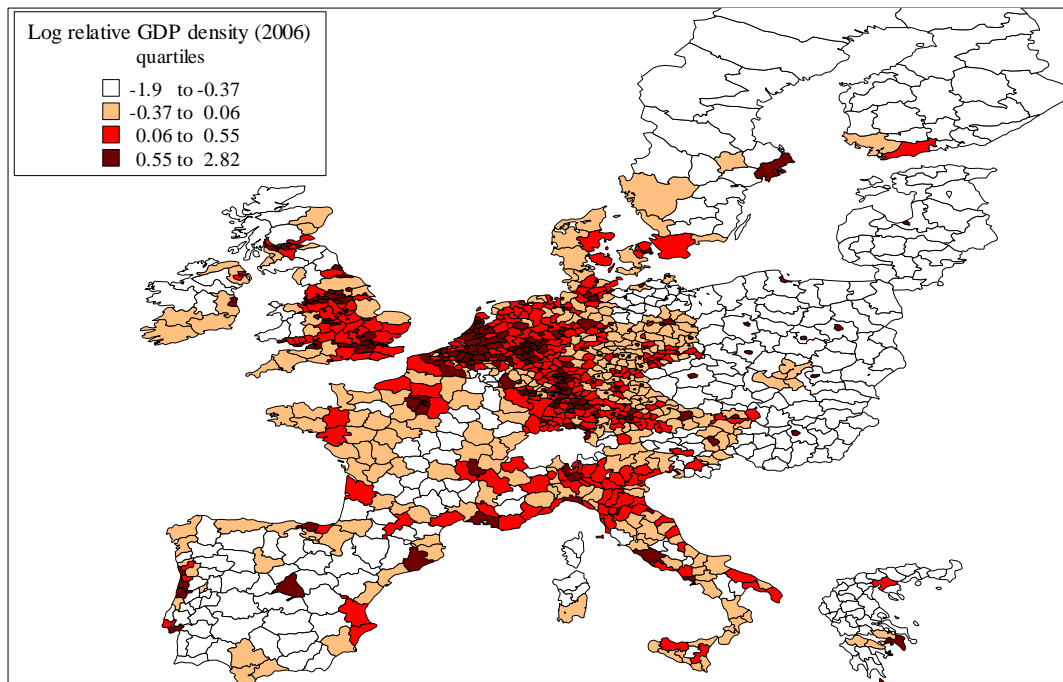 Log relative GDP density (2006)
quartiles
-1.9 to -0.37
-0.37 to 0.06
0.06 to 0.55
0.55 to 2.82